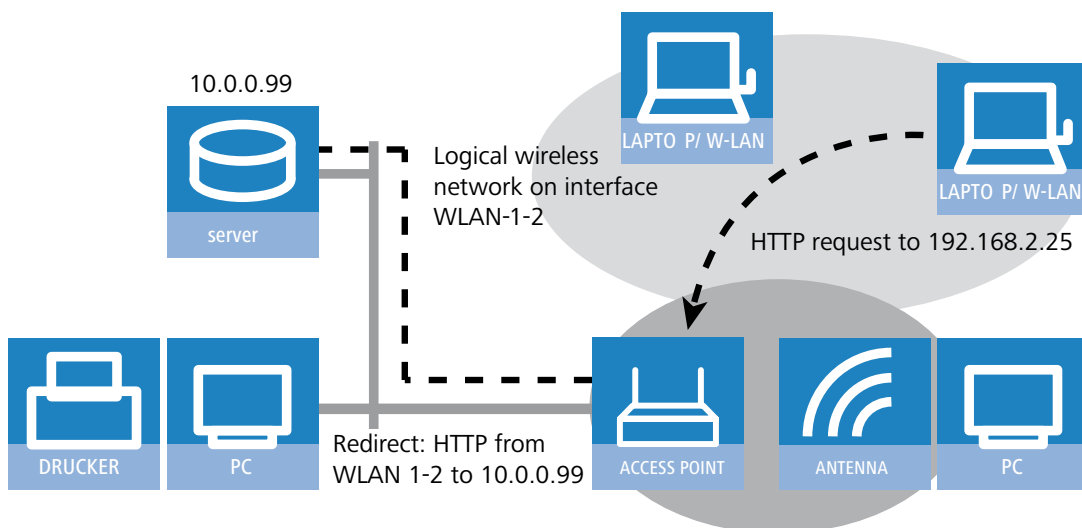 10.0.0.99
LAPTO P/ W-LAN
Logical wireless
network on interface
WLAN-1-2
LAPTO P/ W-LAN
server
HTTP request to 192.168.2.25
Redirect: HTTP from
WLAN 1-2 to 10.0.0.99
DRUCKER
PC
ACCESS POINT
ANTENNA
PC